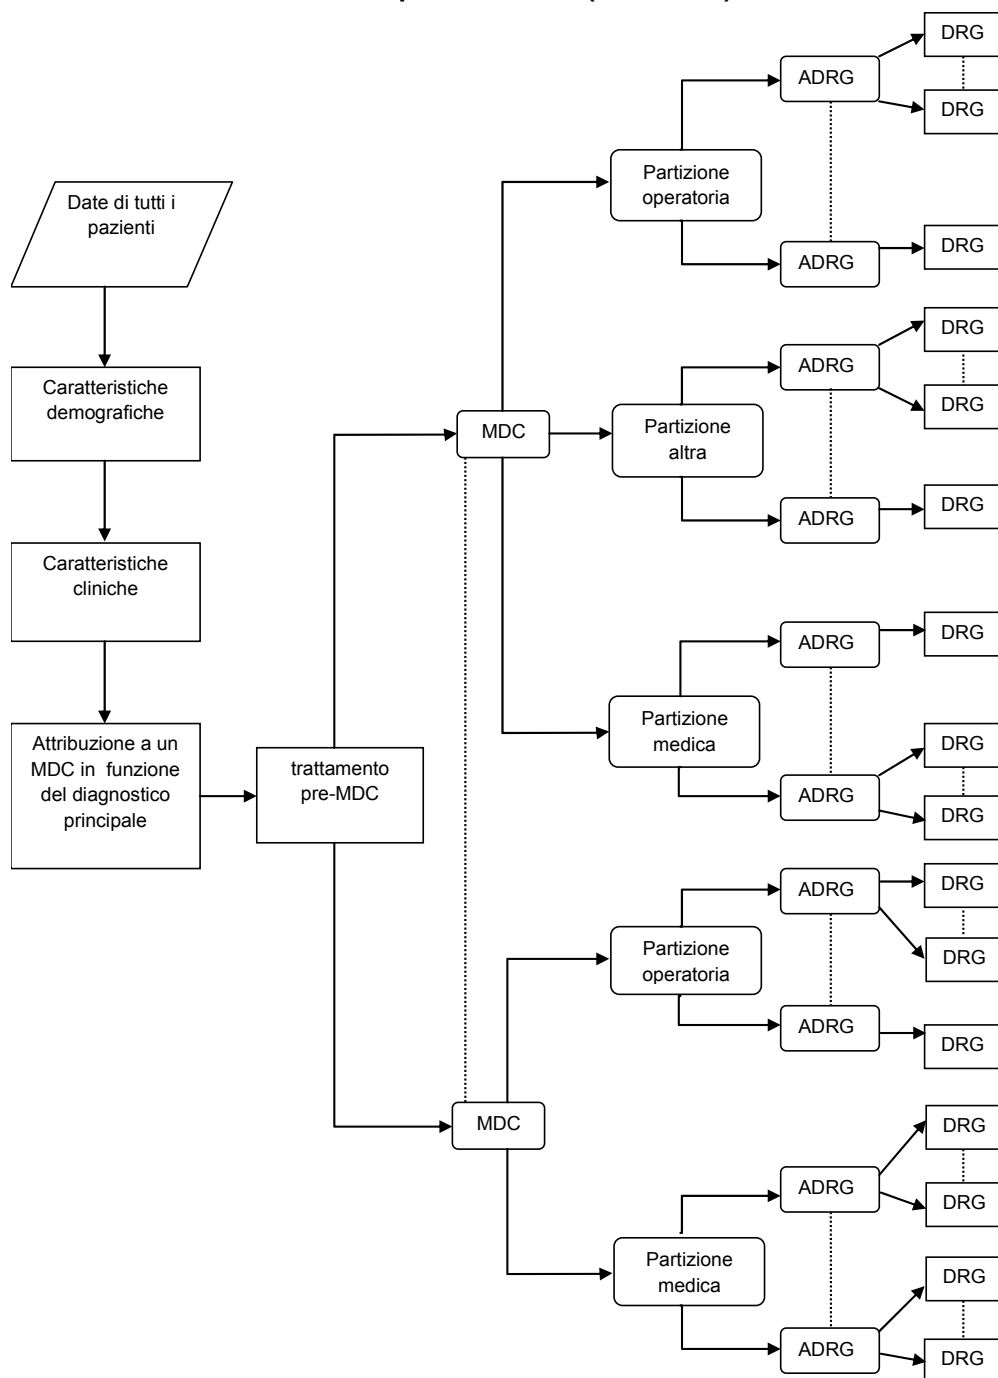 Date di tutti i
pazienti
Caratteristiche
demografiche
Caratteristiche
cliniche
Attribuzione a un
MDC in funzione
del diagnostico
principale
trattamento
pre-MDC
MDC
Partizione
operatoria
ADRG
DRG
DRG
ADRG
DRG
Partizione
altra
ADRG
DRG
DRG
ADRG
DRG
Partizione
medica
ADRG
DRG
ADRG
DRG
DRG
MDC
Partizione
operatoria
ADRG
DRG
DRG
ADRG
DRG
Partizione
medica
ADRG
DRG
DRG
ADRG
DRG
DRG